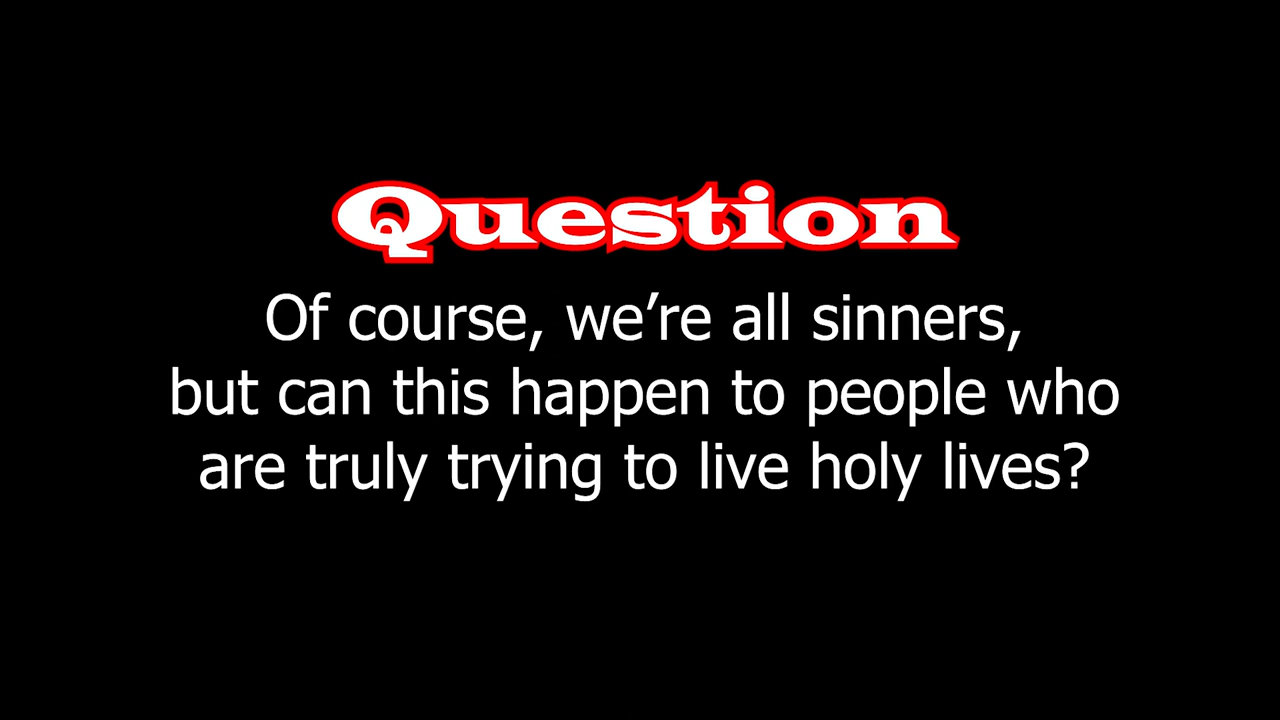 Question
Of course, we’re all sinners,
but can this happen to people who
are truly trying to live holy lives?